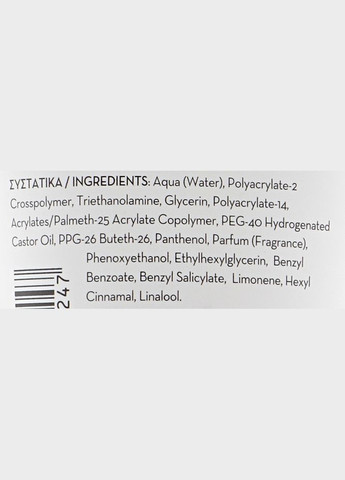 ΣΥΣΤΑΤΙΚΑ / INGREDIENTS: Aqua (Water), Polyacrylate-2
Crosspolymer, Triethanolamine, Glycerin, Polyacrylate-14,
Acrylates/Palmeth-25 Acrylate Copolymer, PEG-40 Hydrogenated
Castor Oil, PPG-26 Buteth-26, Panthenol, Parfum (Fragrance),
Phenoxyethanol, Ethylhexylglycerin, Benzyl
Benzoate, Benzyl Salicylate, Limonene, Hexyl
Cinnamal, Linalool.
247